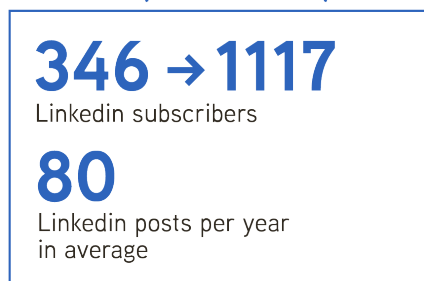 346 → 1117
Linkedin subscribers
80
Linkedin posts per year
in average